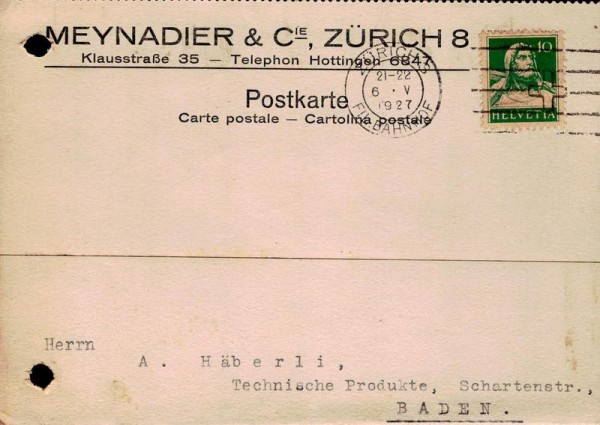 MEYNADIER & CIE, ZÜRICH 8
Klausstraße 35 — Telephon Hottingen 6847
Postkarte
Carte postale — Cartolina postale
ZÜRICH
21-22
6 · V
1927
BAHNHOF
10
HELVETIA
Herrn
A. Häberli,
Technische Produkte, Schartenstr.,
BADEN.